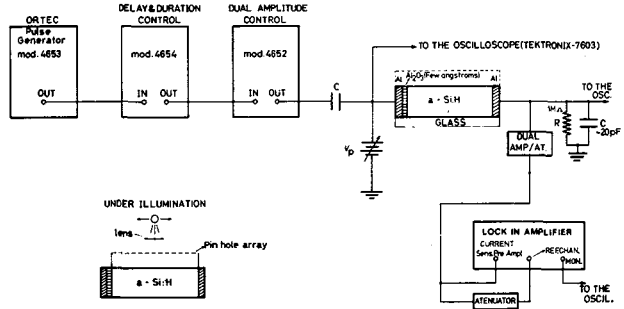 ORTEC
Pulse
Generator
mod. 4653
OUT
DELAY&DURATION
CONTROL
mod. 4654
IN OUT
DUAL AMPLITUDE
CONTROL
mod. 4652
IN OUT
C
TO THE OSCILLOSCOPE(TEKTRONIX-7603)
Al Al2O3(Few angstroms) Al
a - Si:H
GLASS
Vp
TO THE
OSC.
1MΩ
R
C
~20pF
DUAL
AMP/AT.
LOCK IN AMPLIFIER
CURRENT
Sens.Pre Ampl
REECHAN.
MON.
ATENUATOR
TO THE
OSCIL.
UNDER ILLUMINATION
lens
Pin hole array
a - Si:H